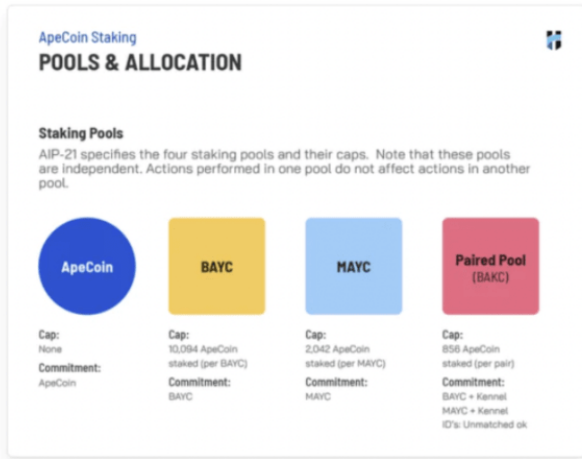 ApeCoin Staking
POOLS & ALLOCATION
Staking Pools
AIP-21 specifies the four staking pools and their caps. Note that these pools
are independent. Actions performed in one pool do not affect actions in another
pool.
ApeCoin
Cap:
None
Commitment:
ApeCoin
BAYC
Cap:
10,094 ApeCoin
staked (per BAYC)
Commitment:
BAYC
MAYC
Cap:
2,042 ApeCoin
staked (per MAYC)
Commitment:
MAYC
Paired Pool
(BAKC)
Cap:
856 ApeCoin
staked (per pair)
Commitment:
BAYC + Kennel
MAYC + Kennel
ID's: Unmatched ok